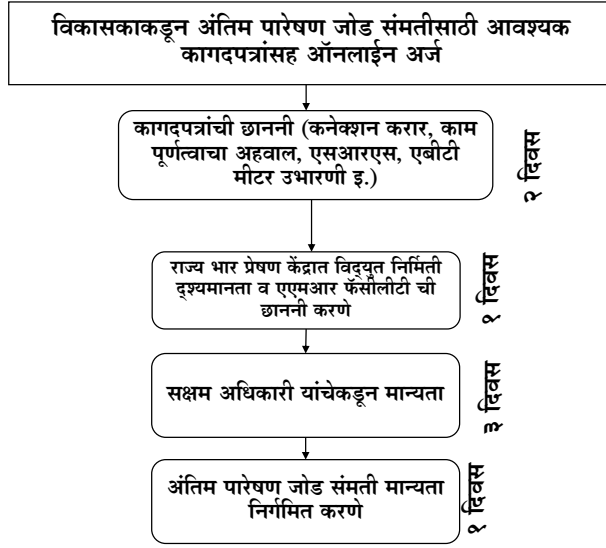 विकासकाकडून अंतिम पारेषण जोड संमतीसाठी आवश्यक
कागदपत्रांसह ऑनलाईन अर्ज
कागदपत्रांची छाननी (कनेक्शन करार, काम
पूर्णत्वाचा अहवाल, एसआरएस, एबीटी
मीटर उभारणी इ.)
२ दिवस
राज्य भार प्रेषण केंद्रात विद्युत निर्मिती
दृश्यमानता व एएमआर फॅसीलीटी ची
छाननी करणे
१ दिवस
सक्षम अधिकारी यांचेकडून मान्यता
३ दिवस
अंतिम पारेषण जोड संमती मान्यता
निर्गमित करणे
१ दिवस